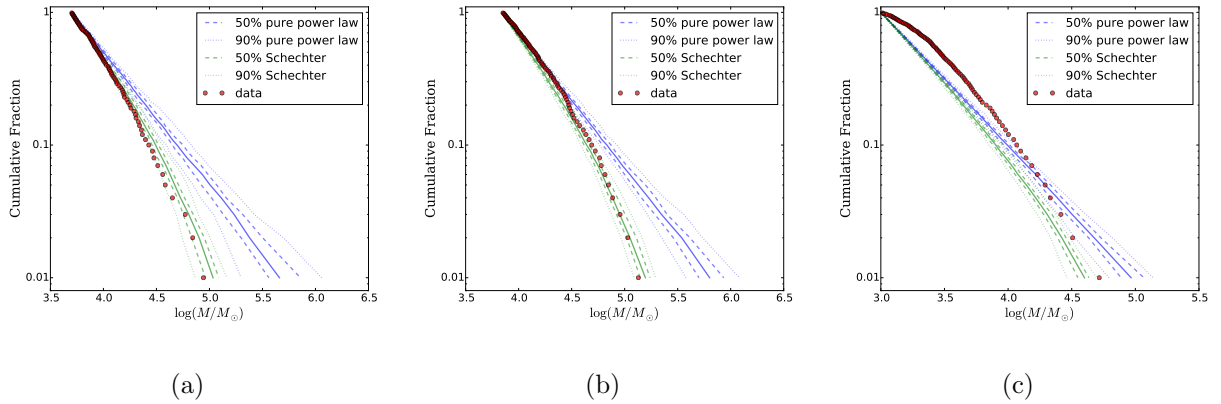 1
0.1
0.01
Cumulative Fraction
3.5 4.0 4.5 5.0 5.5 6.0 6.5
log(M/M☉)
50% pure power law
90% pure power law
50% Schechter
90% Schechter
data
(a)
1
0.1
0.01
Cumulative Fraction
3.5 4.0 4.5 5.0 5.5 6.0 6.5
log(M/M☉)
50% pure power law
90% pure power law
50% Schechter
90% Schechter
data
(b)
1
0.1
0.01
Cumulative Fraction
3.0 3.5 4.0 4.5 5.0 5.5
log(M/M☉)
50% pure power law
90% pure power law
50% Schechter
90% Schechter
data
(c)